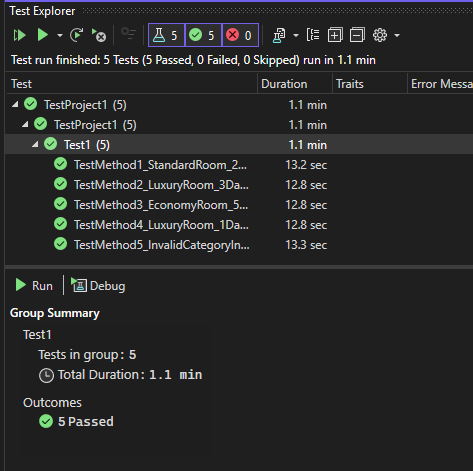 Test Explorer
5 5 0
Test run finished: 5 Tests (5 Passed, 0 Failed, 0 Skipped) run in 1.1 min
Test Duration Traits Error Messa
TestProject1 (5) 1.1 min
TestProject1 (5) 1.1 min
Test1 (5) 1.1 min
TestMethod1_StandardRoom_2... 13.2 sec
TestMethod2_LuxuryRoom_3Da... 12.8 sec
TestMethod3_EconomyRoom_5... 12.8 sec
TestMethod4_LuxuryRoom_1Da... 12.8 sec
TestMethod5_InvalidCategoryIn... 13.3 sec
Run Debug
Group Summary
Test1
Tests in group: 5
Total Duration: 1.1 min
Outcomes
5 Passed